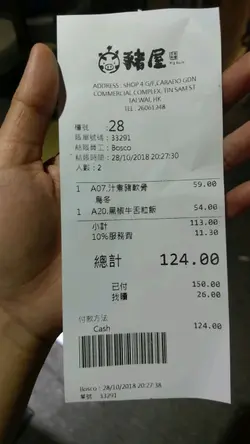 豬屋
ADDRESS : SHOP 4 G/F, CARADO GDN
COMMERCIAL COMPLEX, TIN SAM ST
TAI WAI, HK
TEL : 26061348
檯號 :28
賬單號碼 :33291
結賬員工 : Bosco
結賬時間 : 28/10/2018 20:27:30
人數 : 2
1 A07.汁煮豬軟骨 59.00
烏冬
1 A20.黑椒牛舌粒飯 54.00
小計 113.00
10%服務費 11.30
總計 124.00
已付 150.00
找贖 26.00
付款方法 :
Cash 124.00
Bosco : 28/10/2018 20:27:38
單號 33291